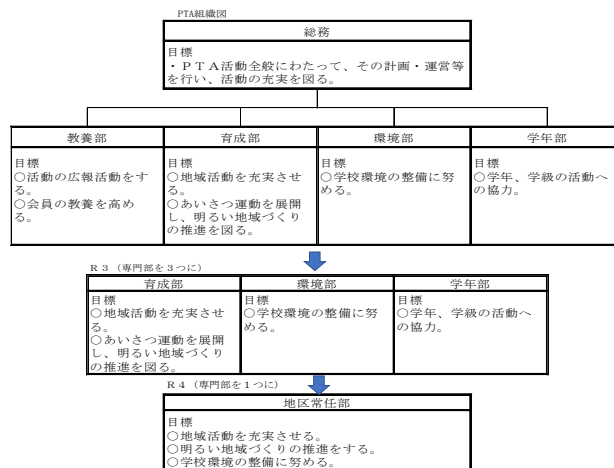 PTA組織図
総務
目標
・PTA活動全般にわたって、その計画・運営等
を行い、活動の充実を図る。
教養部
目標
○活動の広報活動をす
る。
○会員の教養を高め
る。
育成部
目標
○地域活動を充実させ
る。
○あいさつ運動を展開
し、明るい地域づくり
の推進を図る。
環境部
目標
○学校環境の整備に努
める。
学年部
目標
○学年、学級の活動へ
の協力。
R3(専門部を3つに)
育成部
目標
○地域活動を充実させ
る。
○あいさつ運動を展開
し、明るい地域づくり
の推進を図る。
環境部
目標
○学校環境の整備に努
める。
学年部
目標
○学年、学級の活動へ
の協力。
R4(専門部を1つに)
地区常任部
目標
○地域活動を充実させる。
○明るい地域づくりの推進をする。
○学校環境の整備に努める。